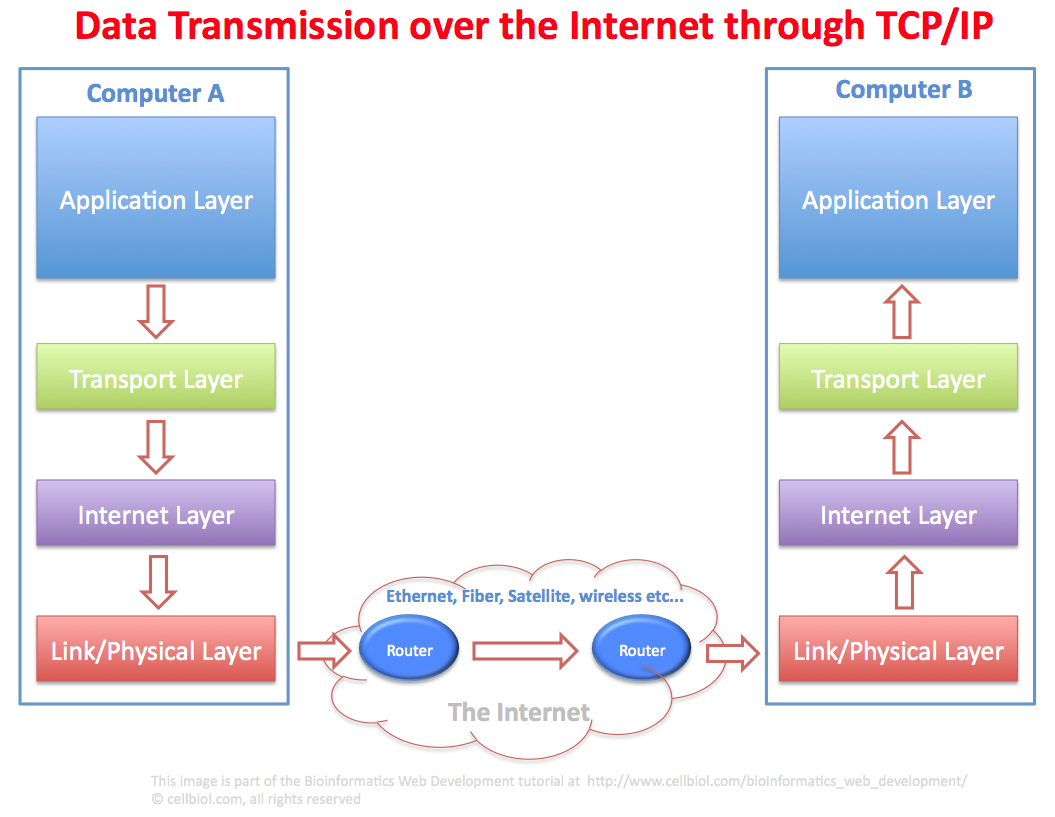 Data Transmission over the Internet through TCP/IP
Computer A
Application Layer
Transport Layer
Internet Layer
Link/Physical Layer
Ethernet, Fiber, Satellite, wireless etc...
Router
Router
The Internet
Computer B
Application Layer
Transport Layer
Internet Layer
Link/Physical Layer
This image is part of the Bioinformatics Web Development tutorial at http://www.cellbiol.com/bioinformatics_web_development/
© cellbiol.com, all rights reserved